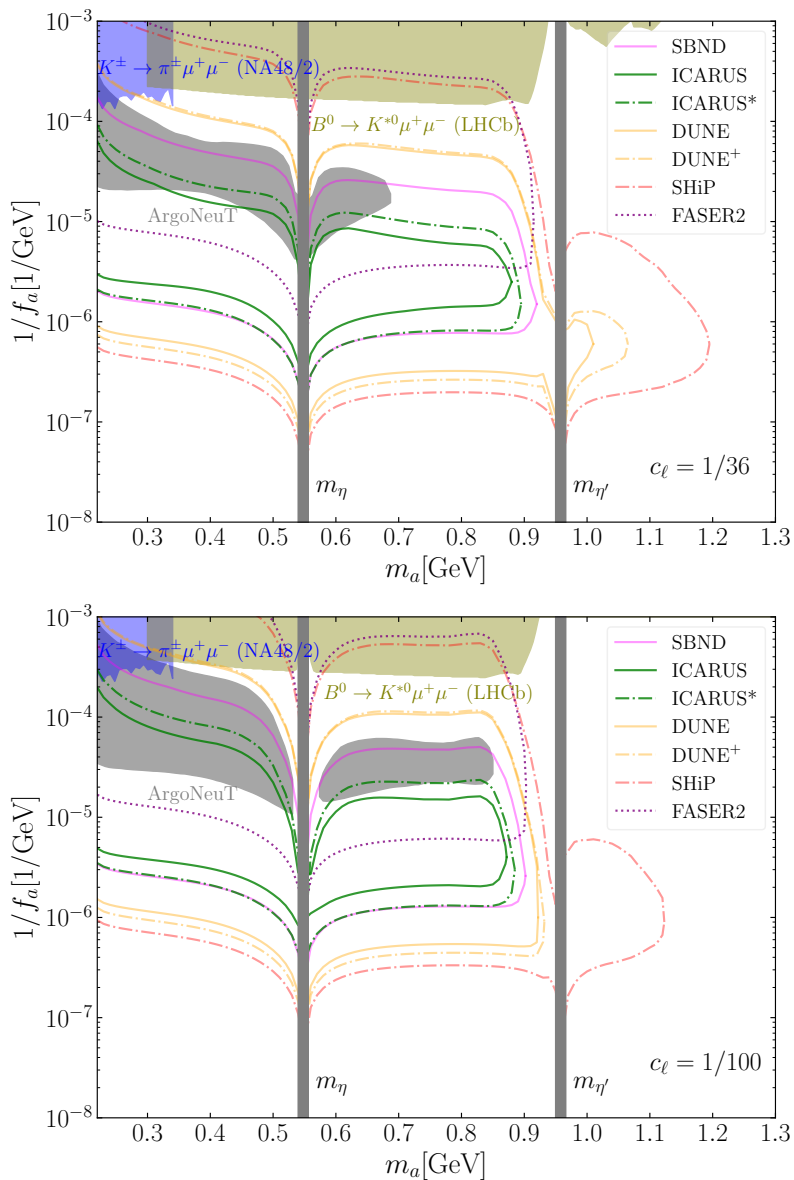 10⁻³
10⁻⁴
10⁻⁵
10⁻⁶
10⁻⁷
10⁻⁸
1/f_a[1/GeV]
K^± → π^±μ^+μ^− (NA48/2)
B^0 → K^{*0}μ^+μ^− (LHCb)
ArgoNeuT
SBND
ICARUS
ICARUS*
DUNE
DUNE⁺
SHiP
FASER2
m_η
m_η′
c_ℓ = 1/36
0.3 0.4 0.5 0.6 0.7 0.8 0.9 1.0 1.1 1.2 1.3
m_a[GeV]
10⁻³
10⁻⁴
10⁻⁵
10⁻⁶
10⁻⁷
10⁻⁸
1/f_a[1/GeV]
K^± → π^±μ^+μ^− (NA48/2)
B^0 → K^{*0}μ^+μ^− (LHCb)
ArgoNeuT
SBND
ICARUS
ICARUS*
DUNE
DUNE⁺
SHiP
FASER2
m_η
m_η′
c_ℓ = 1/100
0.3 0.4 0.5 0.6 0.7 0.8 0.9 1.0 1.1 1.2 1.3
m_a[GeV]